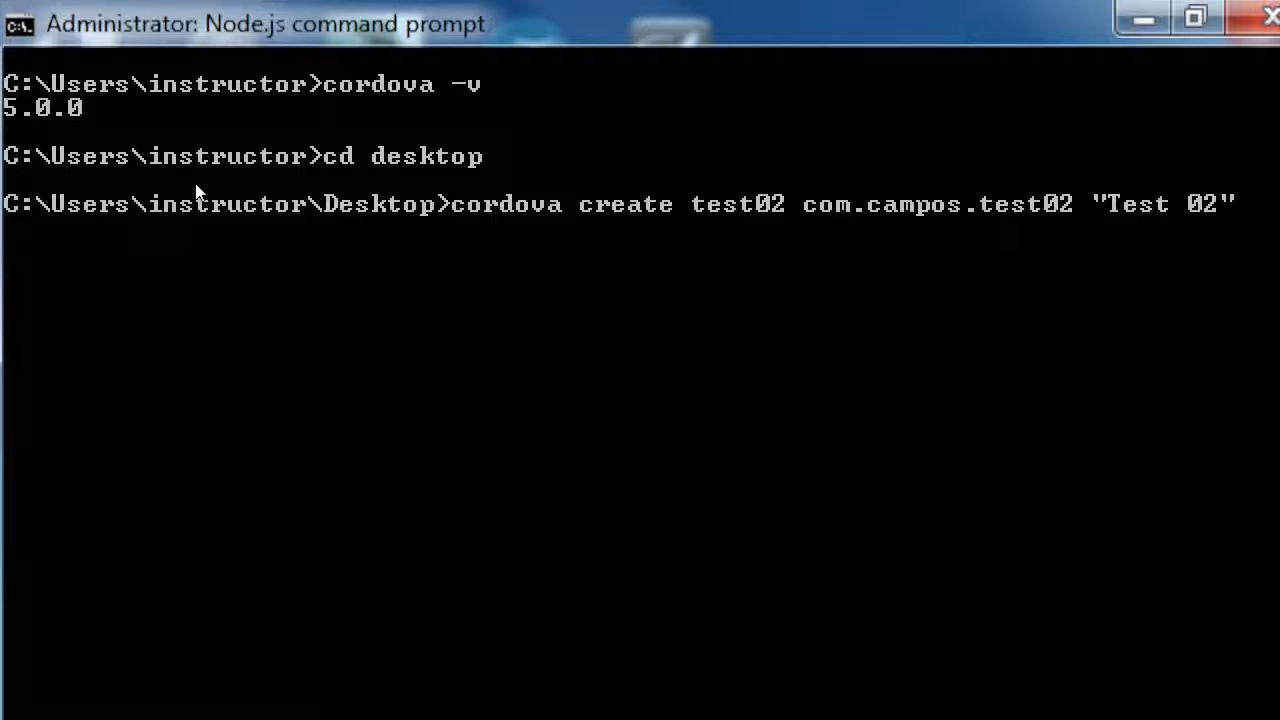 Administrator: Node.js command prompt
C:\Users\instructor>cordova -v
5.0.0
C:\Users\instructor>cd desktop
C:\Users\instructor\Desktop>cordova create test02 com.campos.test02 "Test 02"